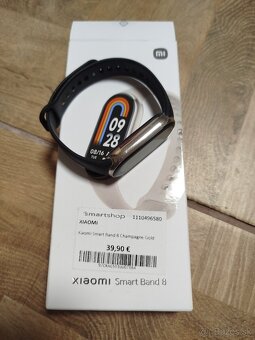 mi
09
28
08/16
TUE
Smartshop 1110496580
XIAOMI
Xiaomi Smart Band 8 Champagne Gold
39,90 €
xiaomi Smart Band 8